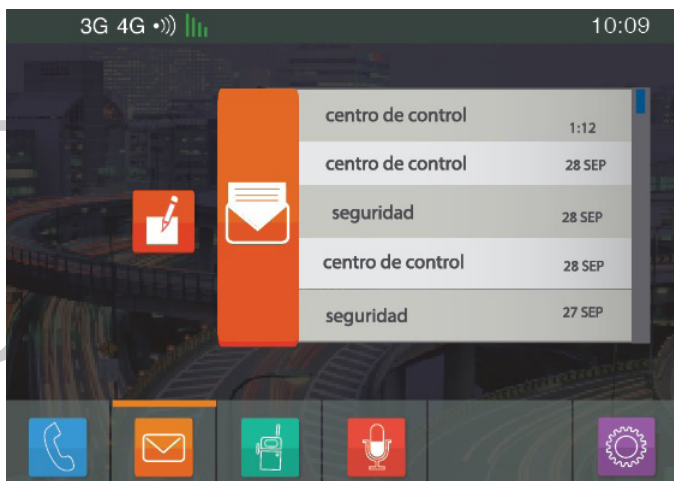 3G 4G 10:09
centro de control 1:12
centro de control 28 SEP
seguridad 28 SEP
centro de control 28 SEP
seguridad 27 SEP